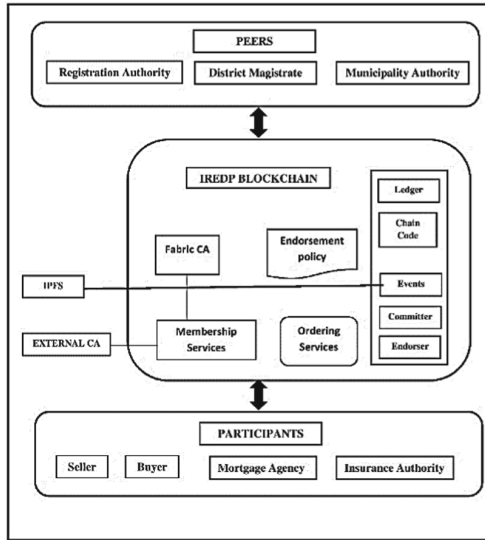 PEERS
Registration Authority
District Magistrate
Municipality Authority
IREDP BLOCKCHAIN
Ledger
Chain
Code
Endorsement
policy
Fabric CA
IPFS
Events
EXTERNAL CA
Membership
Services
Ordering
Services
Committer
Endorser
PARTICIPANTS
Seller
Buyer
Mortgage Agency
Insurance Authority